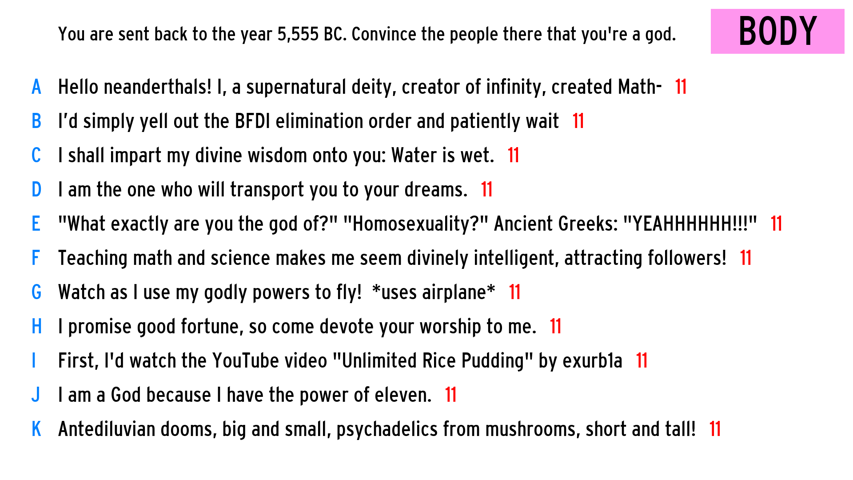 You are sent back to the year 5,555 BC. Convince the people there that you're a god.
BODY
A Hello neanderthals! I, a supernatural deity, creator of infinity, created Math- 11
B I'd simply yell out the BFDI elimination order and patiently wait 11
C I shall impart my divine wisdom onto you: Water is wet. 11
D I am the one who will transport you to your dreams. 11
E "What exactly are you the god of?" "Homosexuality?" Ancient Greeks: "YEAHHHHHH!!!" 11
F Teaching math and science makes me seem divinely intelligent, attracting followers! 11
G Watch as I use my godly powers to fly! *uses airplane* 11
H I promise good fortune, so come devote your worship to me. 11
I First, I'd watch the YouTube video "Unlimited Rice Pudding" by exurb1a 11
J I am a God because I have the power of eleven. 11
K Antediluvian dooms, big and small, psychadelics from mushrooms, short and tall! 11